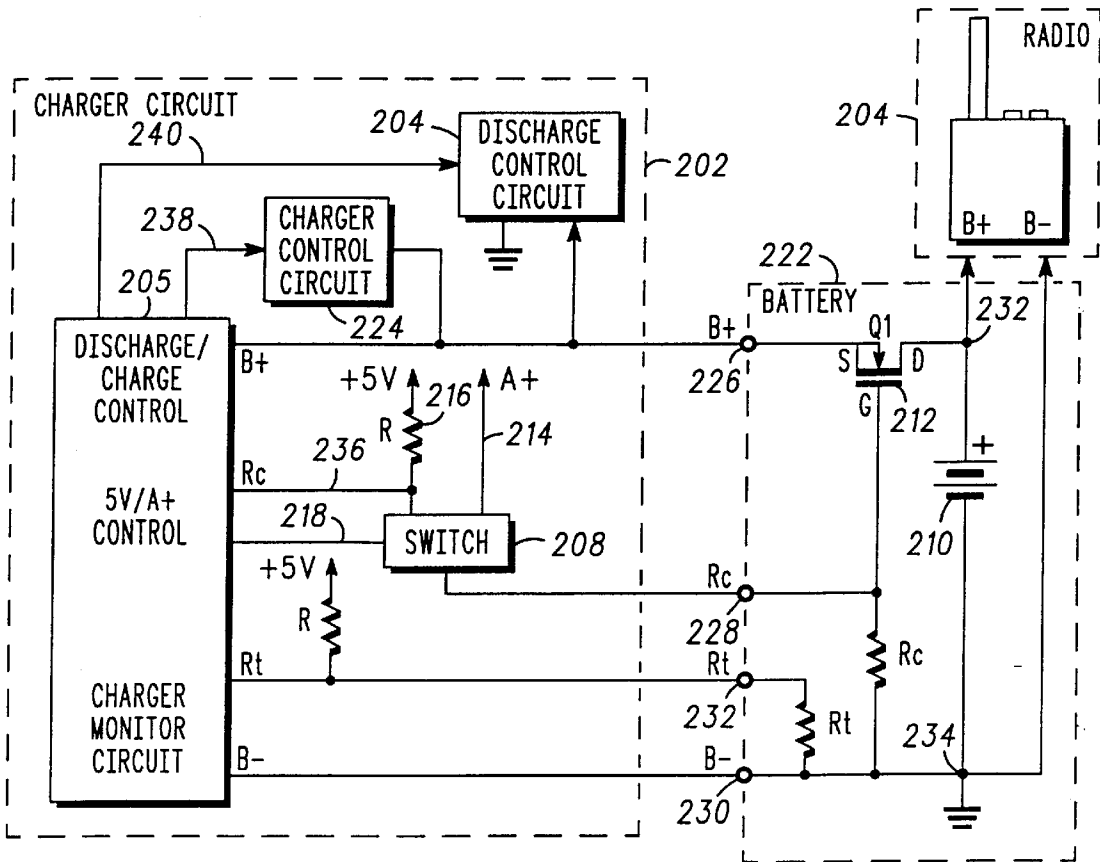 RADIO
CHARGER CIRCUIT
204
240
DISCHARGE
CONTROL
CIRCUIT
202
204
238
CHARGER
CONTROL
CIRCUIT
B+ B-
205
224
222
BATTERY
DISCHARGE/
CHARGE
CONTROL
B+
B+
226
Q1
S D
G
212
232
+5V
A+
216
R
214
236
Rc
5V/A+
CONTROL
218
SWITCH
208
+
210
+5V
R
Rc
228
Rc
Rt
Rt
232
Rt
CHARGER
MONITOR
CIRCUIT
B-
B-
230
234